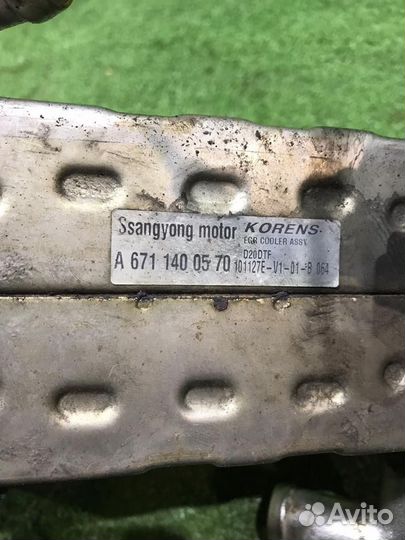 Ssangyong motor KORENS
EGR COOLER ASSY.
D20DTF
A 671 140 05 70 101127E-V1-01-B 064
Avito